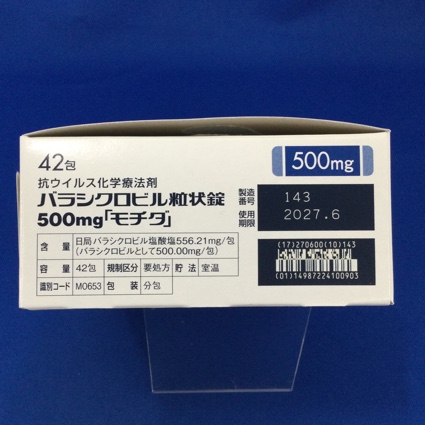 42包
500mg
抗ウイルス化学療法剤
バラシクロビル粒状錠
500mg「モチダ」
製造番号 143
使用期限 2027.6
含量 日局バラシクロビル塩酸塩556.21mg/包
(バラシクロビルとして500.00mg/包)
容量 42包 規制区分 要処方 貯法 室温
識別コード MO653 包装 分包
(17)270600(10)143
(01)14987224100903